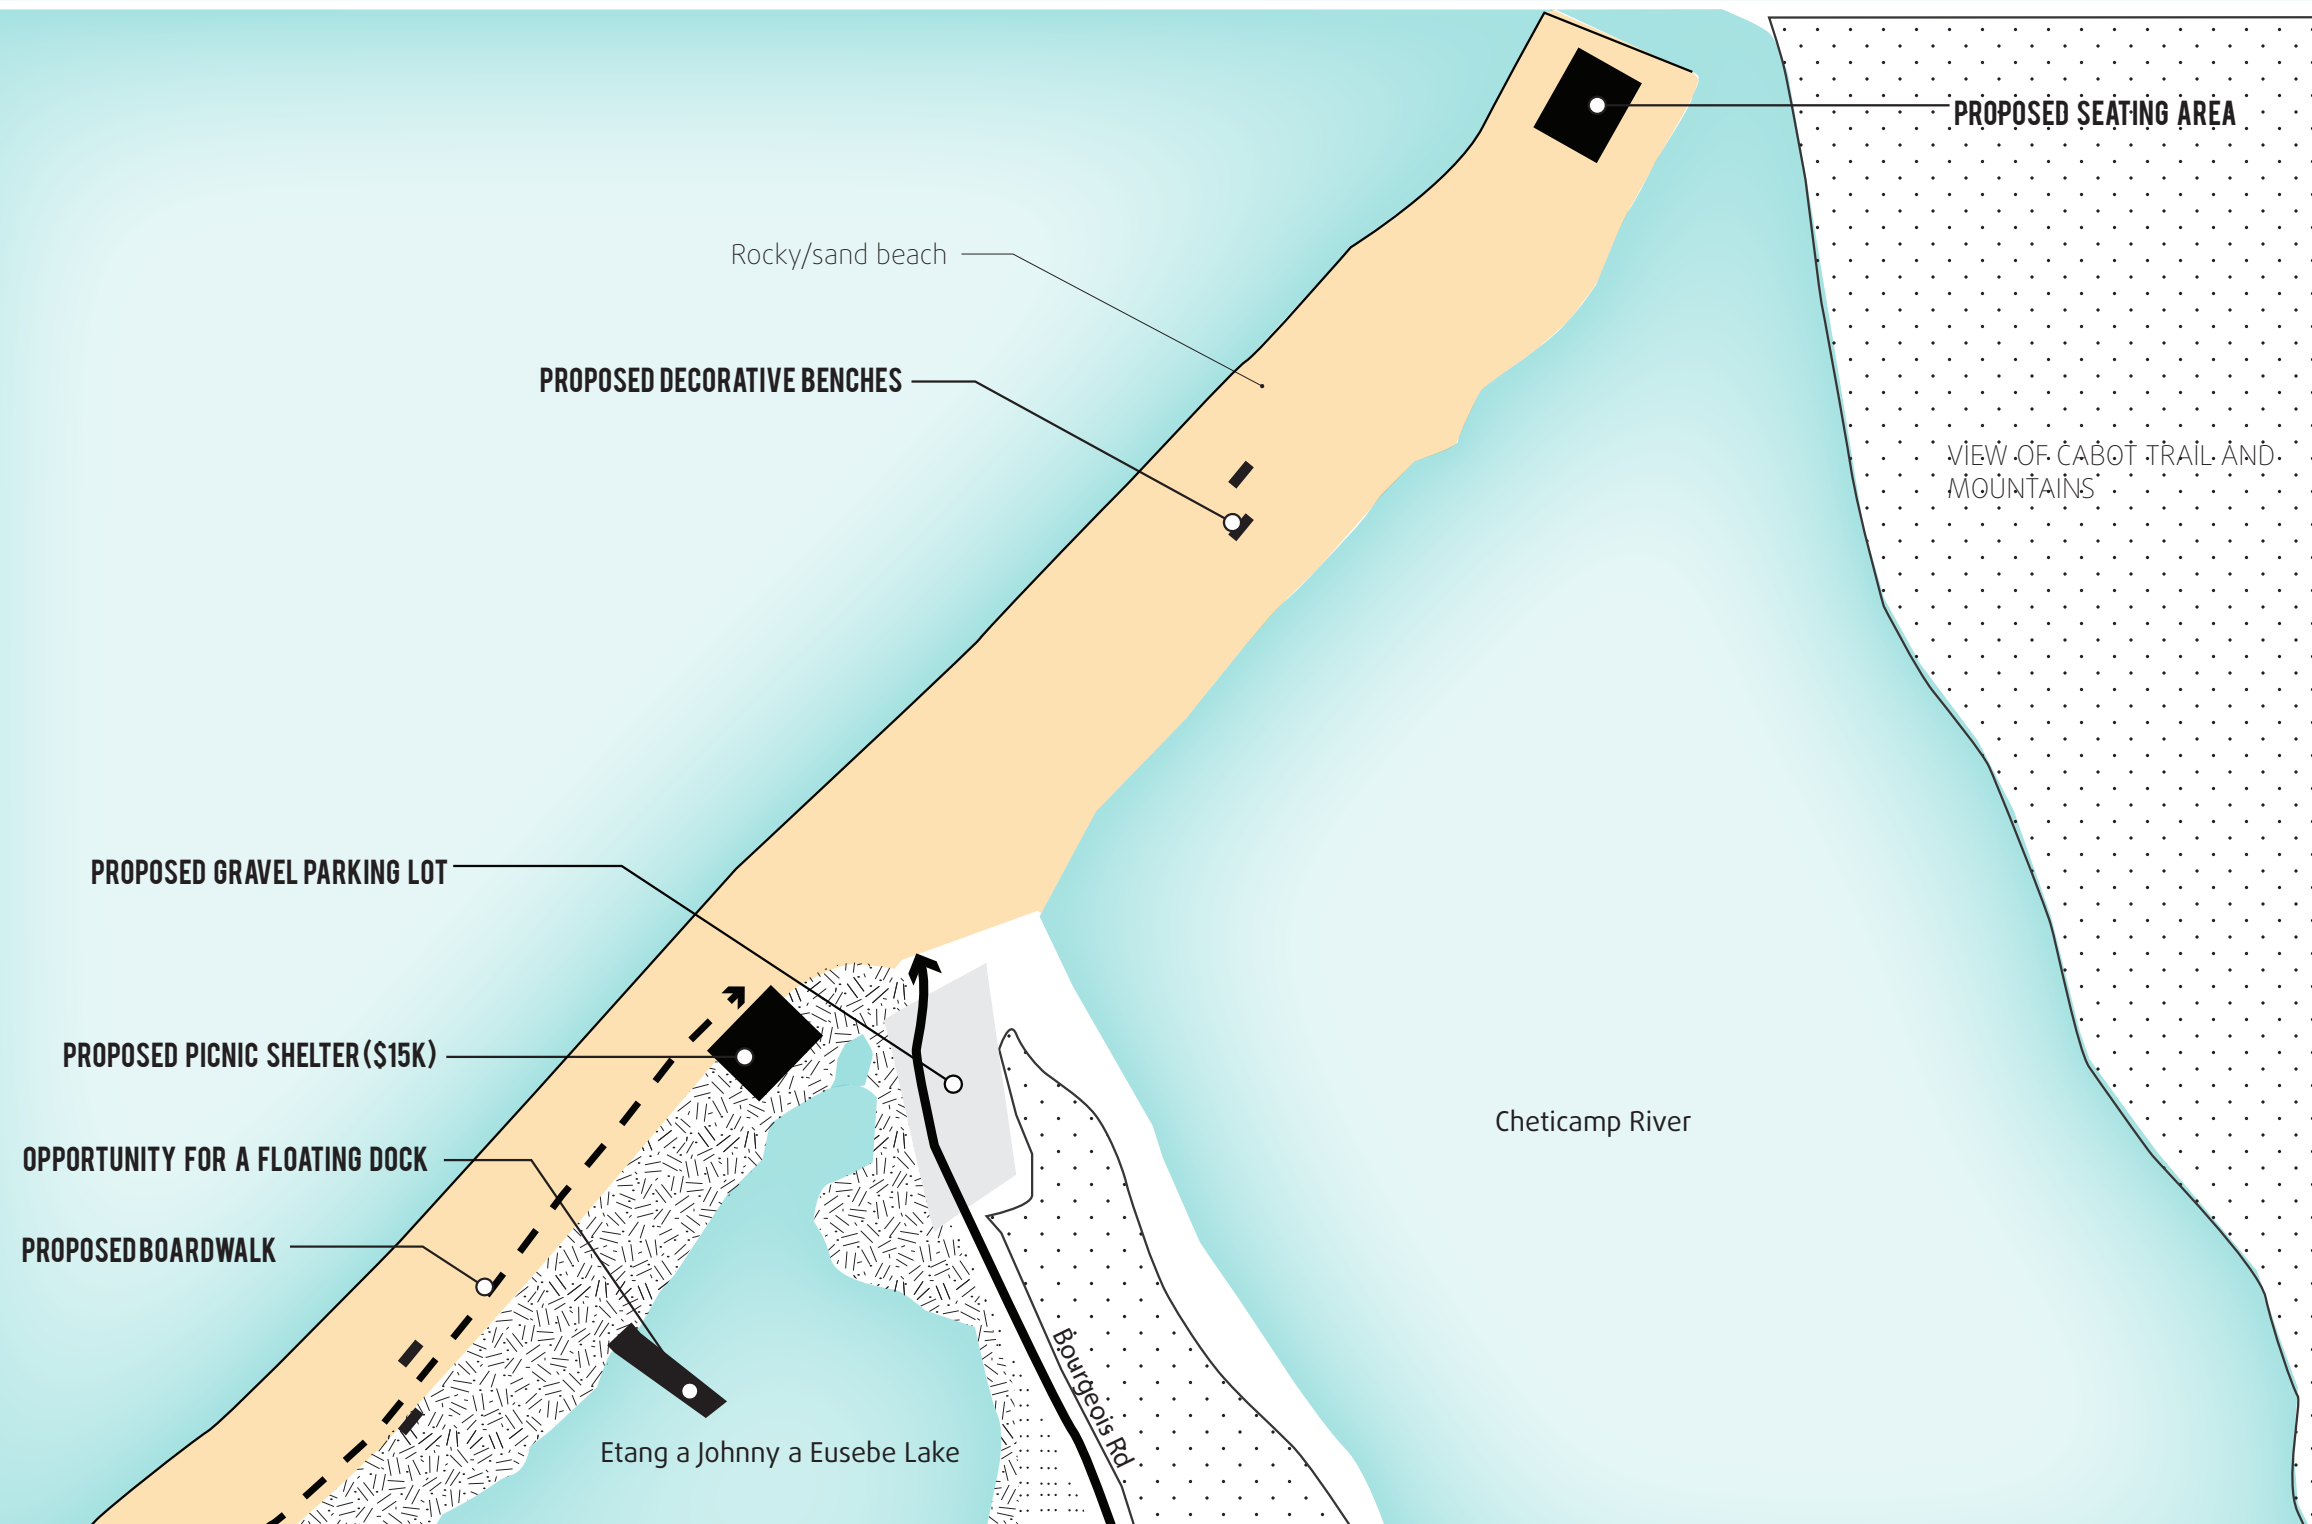 PROPOSED SEATING AREA
Rocky/sand beach
PROPOSED DECORATIVE BENCHES
VIEW OF CABOT TRAIL AND
MOUNTAINS
PROPOSED GRAVEL PARKING LOT
PROPOSED PICNIC SHELTER ($15K)
Cheticamp River
OPPORTUNITY FOR A FLOATING DOCK
PROPOSED BOARDWALK
Bourgeois Rd
Etang a Johnny a Eusebe Lake